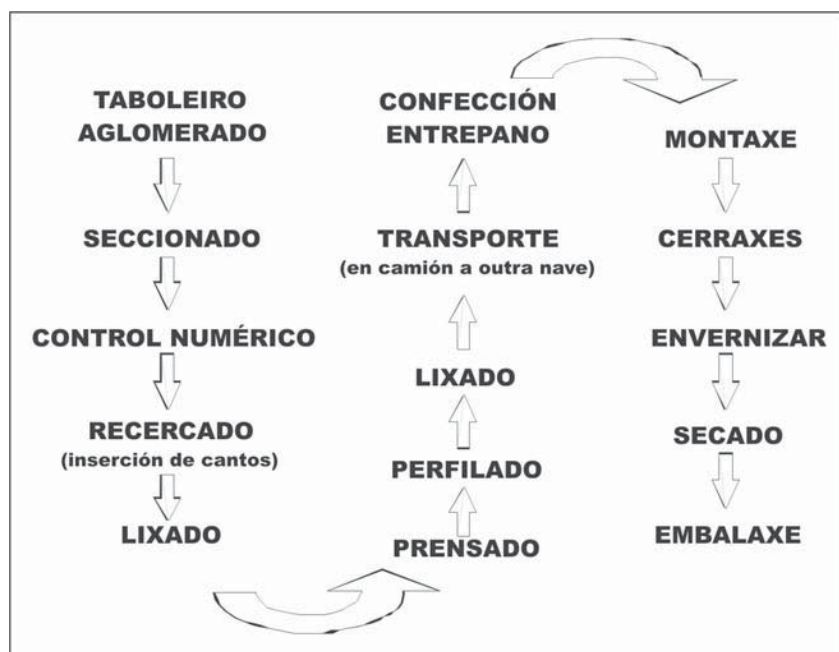 TABOLEIRO
AGLOMERADO
SECCIONADO
CONTROL NUMÉRICO
RECERCADO
(inserción de cantos)
LIXADO
PRENSADO
PERFILADO
LIXADO
TRANSPORTE
(en camión a outra nave)
CONFECCIÓN
ENTREPANO
MONTAXE
CERRAXES
ENVERNIZAR
SECADO
EMBALAXE